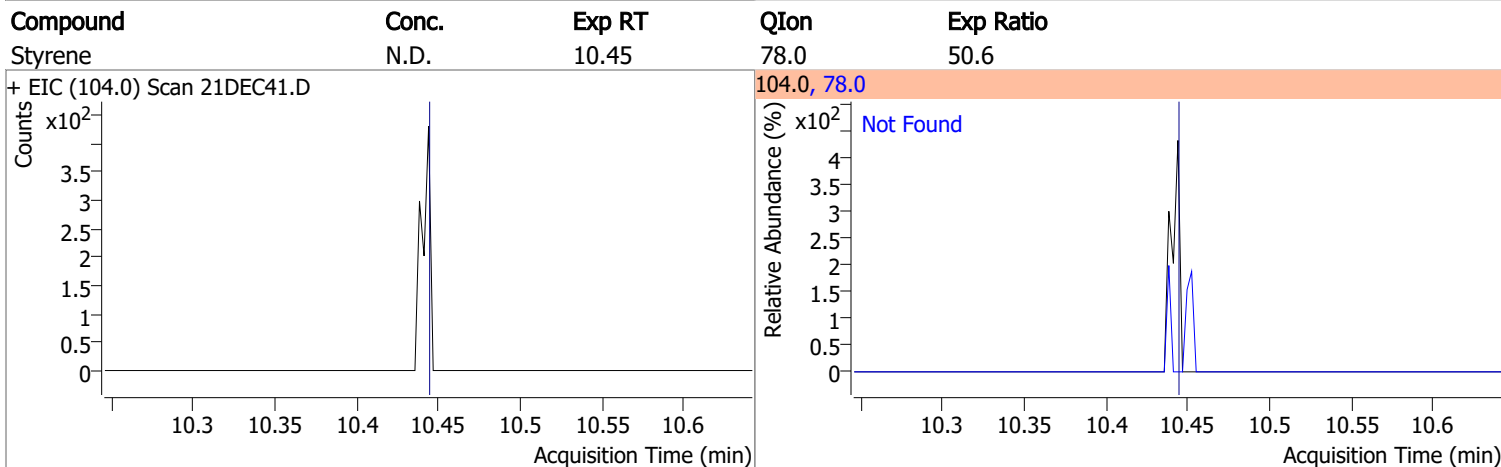 Compound Conc. Exp RT QIon Exp Ratio
Styrene N.D. 10.45 78.0 50.6
+ EIC (104.0) Scan 21DEC41.D
Counts
x10²
3.5
3
2.5
2
1.5
1
0.5
0
10.3 10.35 10.4 10.45 10.5 10.55 10.6
Acquisition Time (min)
104.0, 78.0
Relative Abundance (%)
x10²
Not Found
4
3.5
3
2.5
2
1.5
1
0.5
0
10.3 10.35 10.4 10.45 10.5 10.55 10.6
Acquisition Time (min)